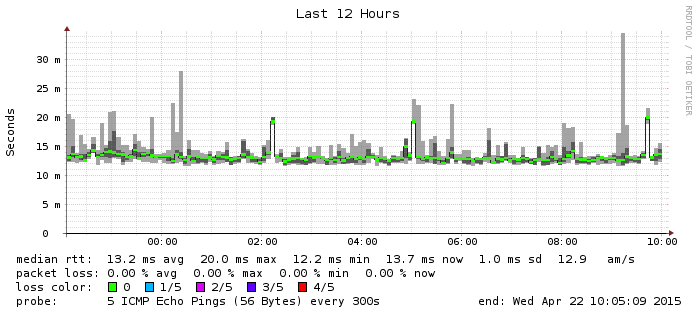 Last 12 Hours
RRDTOOL / TOBI OETIKER
Seconds
30 m
25 m
20 m
15 m
10 m
5 m
0
00:00 02:00 04:00 06:00 08:00 10:00
median rtt: 13.2 ms avg 20.0 ms max 12.2 ms min 13.7 ms now 1.0 ms sd 12.9 am/s
packet loss: 0.00 % avg 0.00 % max 0.00 % min 0.00 % now
loss color: 0 1/5 2/5 3/5 4/5
probe: 5 ICMP Echo Pings (56 Bytes) every 300s end: Wed Apr 22 10:05:09 2015